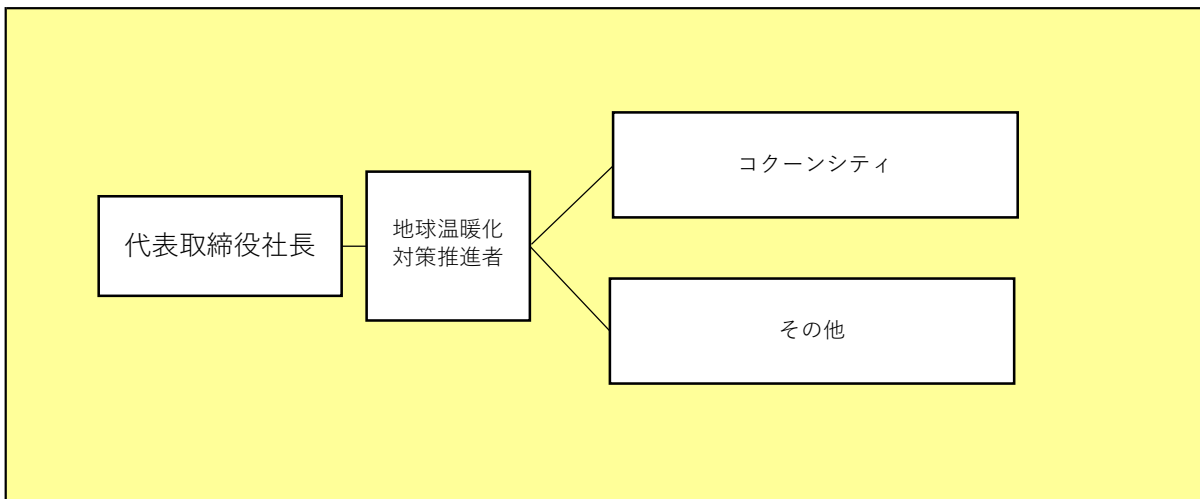 代表取締役社長
地球温暖化
対策推進者
コクーンシティ
その他